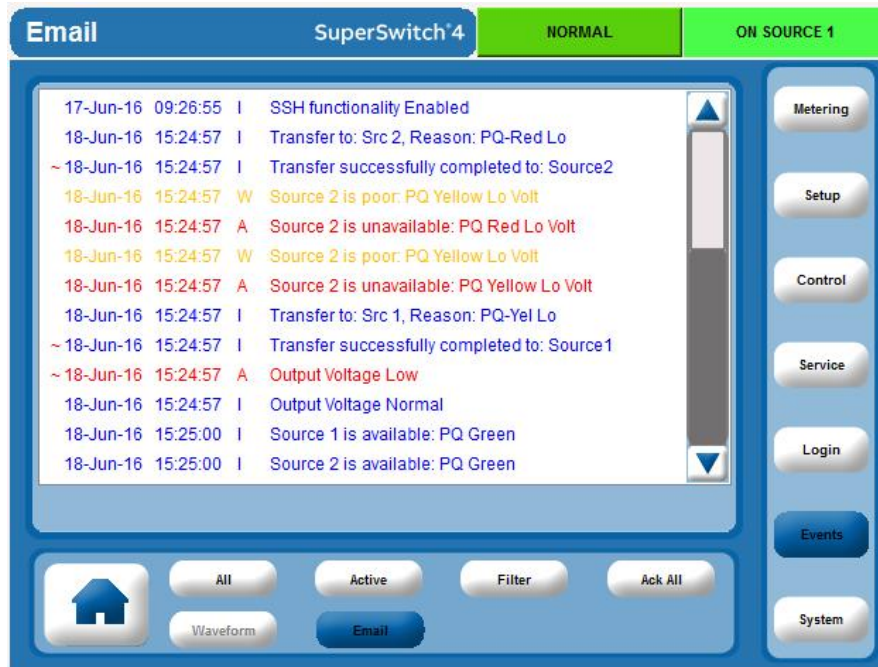 Email
SuperSwitch®4
NORMAL
ON SOURCE 1
17-Jun-16 09:26:55 I SSH functionality Enabled
18-Jun-16 15:24:57 I Transfer to: Src 2, Reason: PQ-Red Lo
~ 18-Jun-16 15:24:57 I Transfer successfully completed to: Source2
18-Jun-16 15:24:57 W Source 2 is poor: PQ Yellow Lo Volt
18-Jun-16 15:24:57 A Source 2 is unavailable: PQ Red Lo Volt
18-Jun-16 15:24:57 W Source 2 is poor: PQ Yellow Lo Volt
18-Jun-16 15:24:57 A Source 2 is unavailable: PQ Yellow Lo Volt
18-Jun-16 15:24:57 I Transfer to: Src 1, Reason: PQ-Yel Lo
~ 18-Jun-16 15:24:57 I Transfer successfully completed to: Source1
~ 18-Jun-16 15:24:57 A Output Voltage Low
18-Jun-16 15:24:57 I Output Voltage Normal
18-Jun-16 15:25:00 I Source 1 is available: PQ Green
18-Jun-16 15:25:00 I Source 2 is available: PQ Green
Metering
Setup
Control
Service
Login
Events
System
All
Active
Filter
Ack All
Waveform
Email